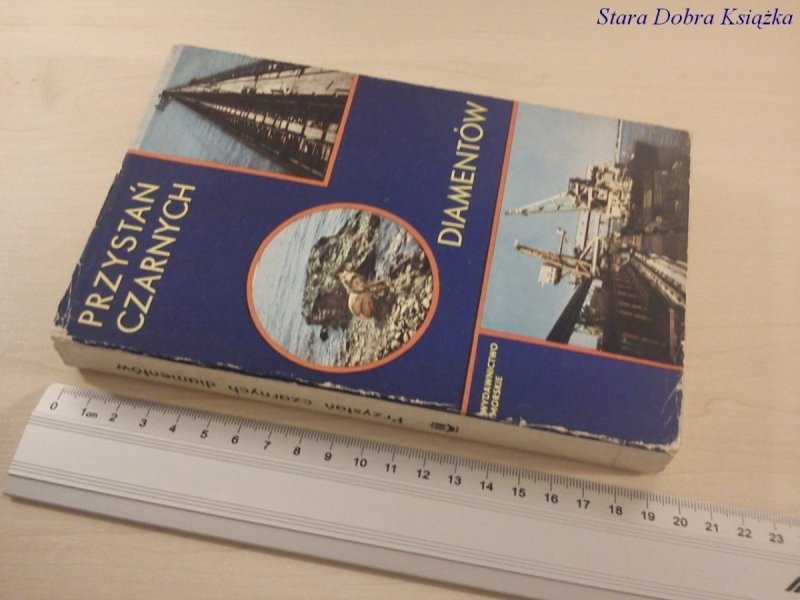 Stara Dobra Książka
PRZYSTAŃ
CZARNYCH
DIAMENTÓW
WYDAWNICTWO
MORSKIE
Przystań czarnych diamentów
0 1cm 2 3 4 5 6 7 8 9 10 11 12 13 14 15 16 17 18 19 20 21 22 23